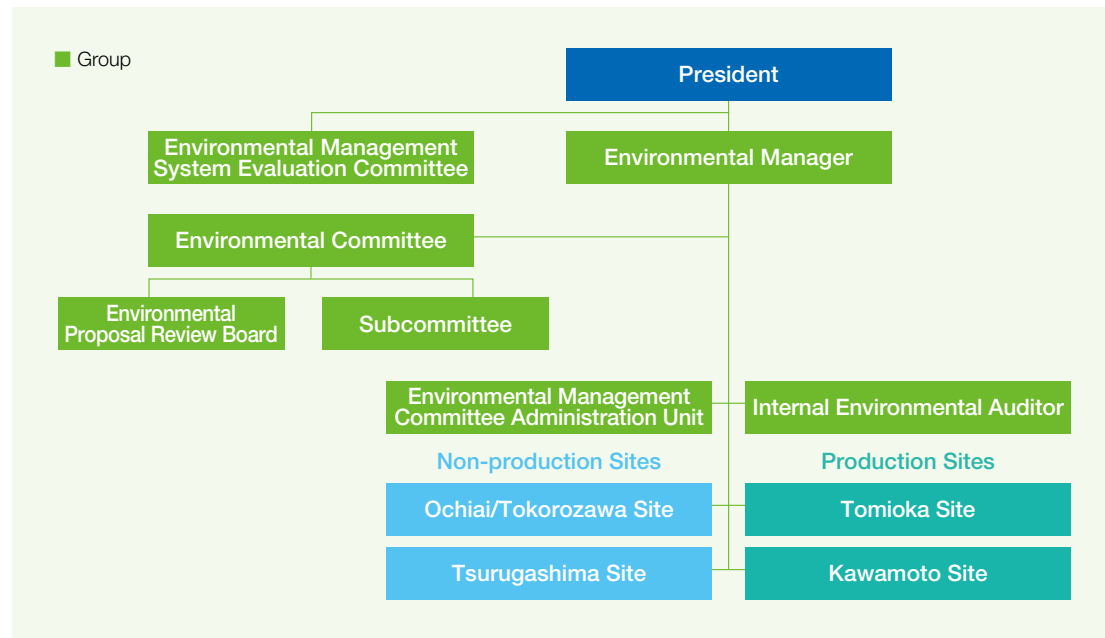 Group
President
Environmental Management
System Evaluation Committee
Environmental Manager
Environmental Committee
Environmental
Proposal Review Board
Subcommittee
Environmental Management
Committee Administration Unit
Internal Environmental Auditor
Non-production Sites
Production Sites
Ochiai/Tokorozawa Site
Tomioka Site
Tsurugashima Site
Kawamoto Site